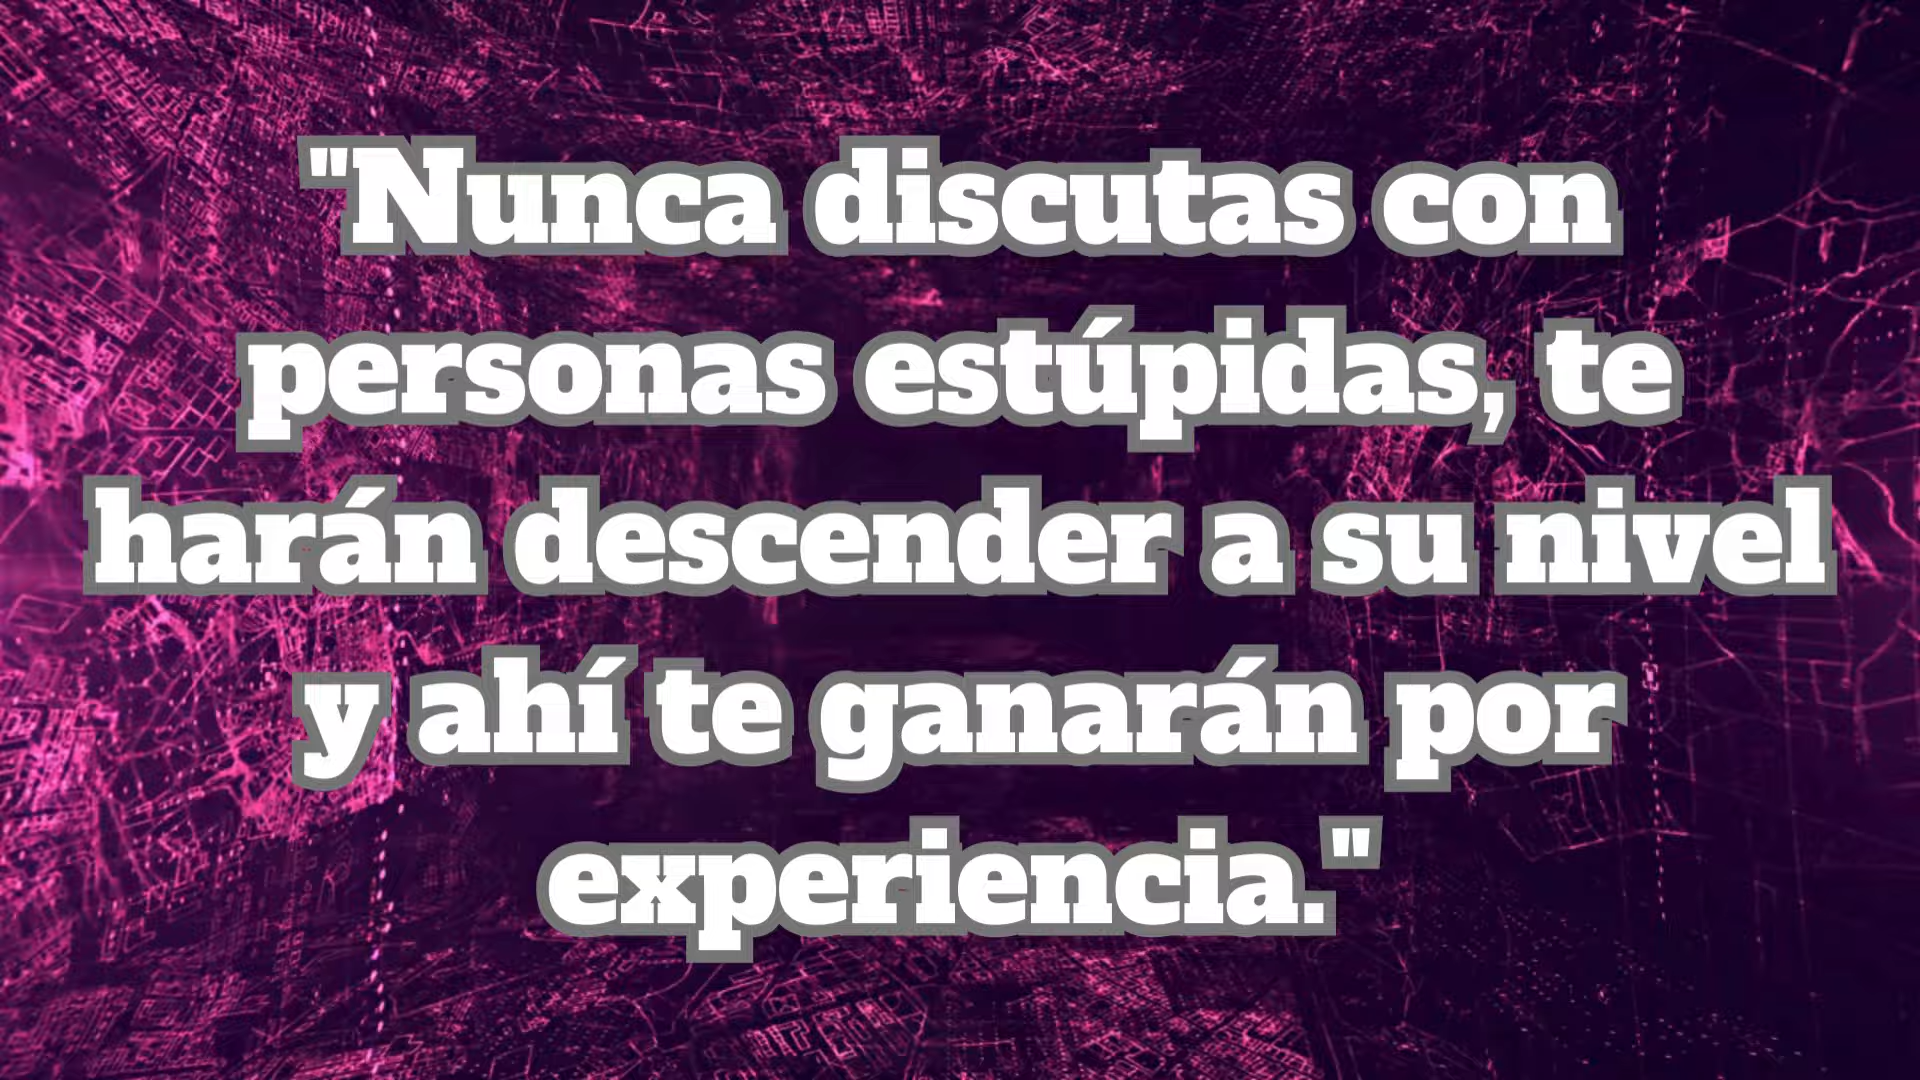 "Nunca discutas con
personas estúpidas, te
harán descender a su nivel
y ahí te ganarán por
experiencia."